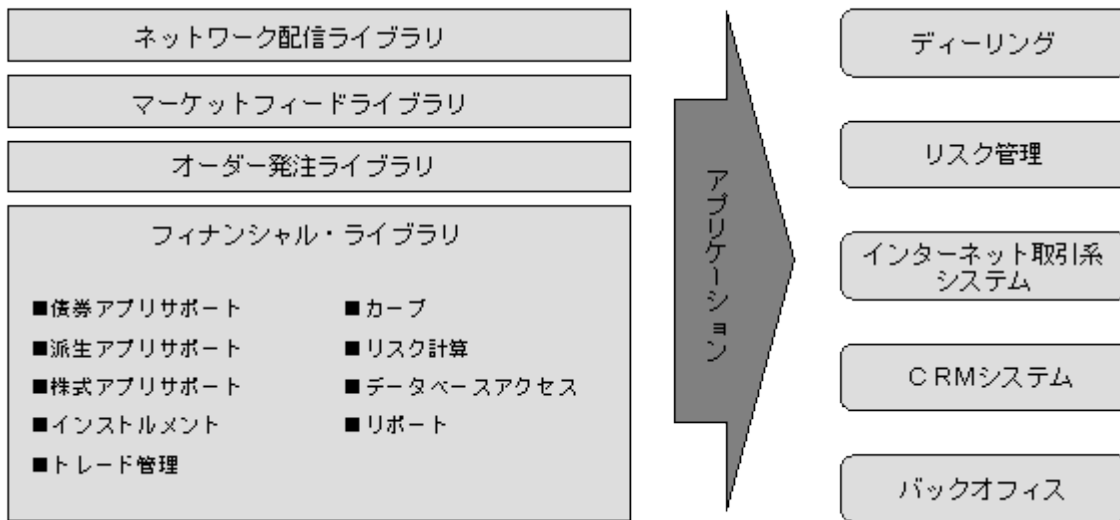 ネットワーク配信ライブラリ
マーケットフィードライブラリ
オーダー発注ライブラリ
フィナンシャル・ライブラリ
■債券アプリサポート
■派生アプリサポート
■株式アプリサポート
■インストルメント
■トレード管理
■カーブ
■リスク計算
■データベースアクセス
■リポート
アプリケーション
ディーリング
リスク管理
インターネット取引系
システム
ＣＲＭシステム
バックオフィス